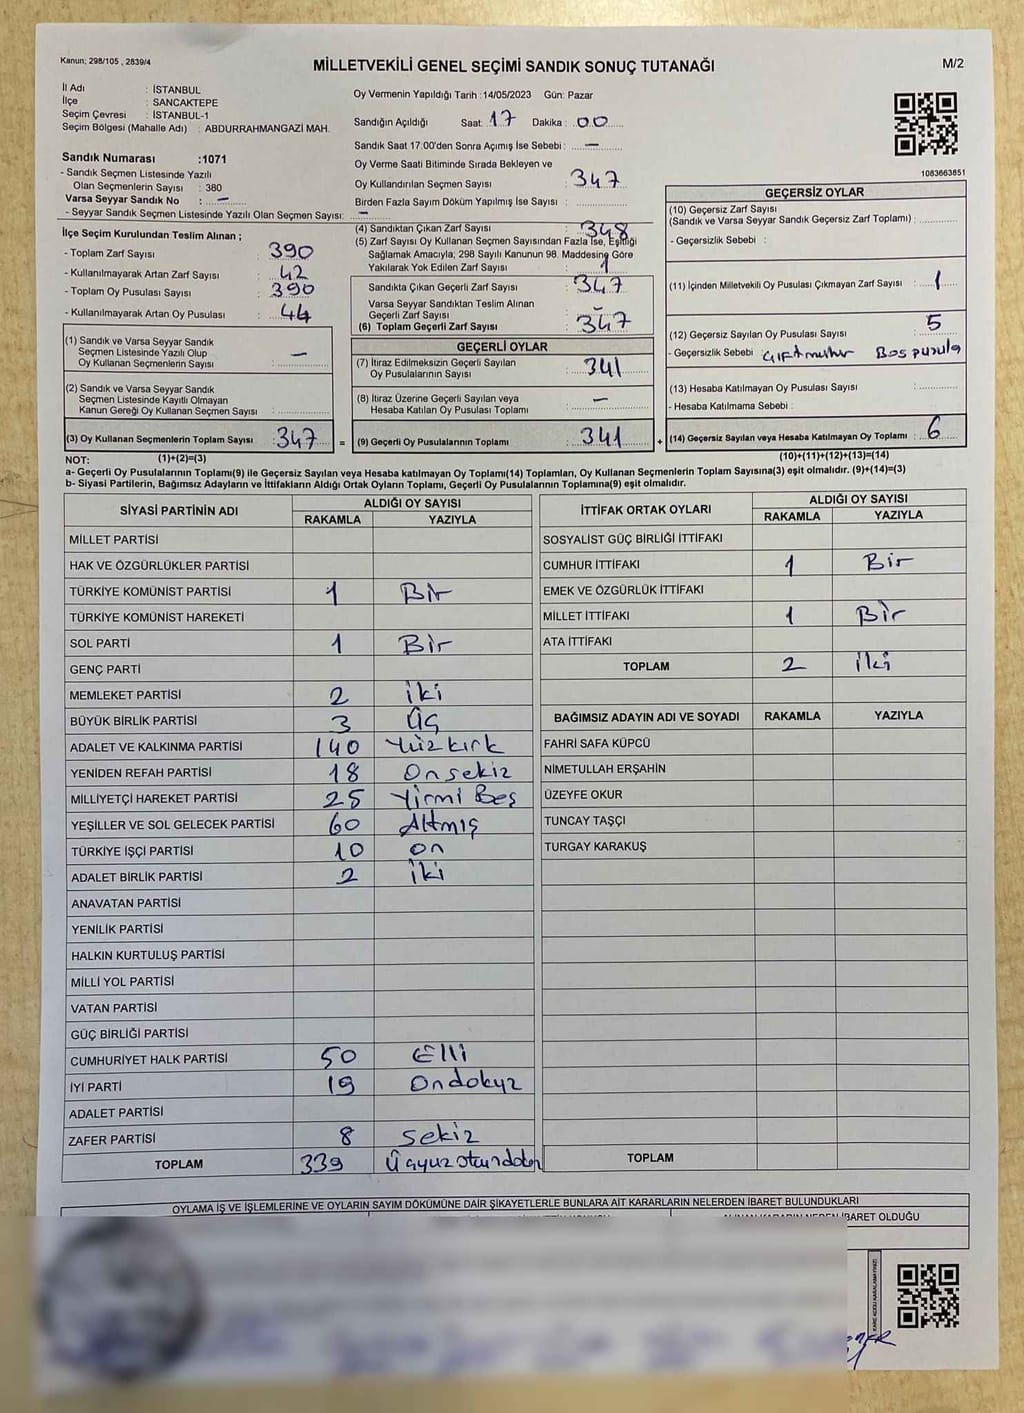 Kanun; 298/105 , 2839/4
MİLLETVEKİLİ GENEL SEÇİMİ SANDIK SONUÇ TUTANAĞI
M/2
İl Adı : İSTANBUL
İlçe : SANCAKTEPE
Seçim Çevresi : İSTANBUL-1
Seçim Bölgesi (Mahalle Adı) : ABDURRAHMANGAZİ MAH.
Sandık Numarası :1071
- Sandık Seçmen Listesinde Yazılı
Olan Seçmenlerin Sayısı : 380
Varsa Seyyar Sandık No : —
- Seyyar Sandık Seçmen Listesinde Yazılı Olan Seçmen Sayısı: —
Oy Vermenin Yapıldığı Tarih :14/05/2023 Gün: Pazar
Sandığın Açıldığı Saat: 17 Dakika : 00
Sandık Saat 17.00'den Sonra Açımış İse Sebebi : —
Oy Verme Saati Bitiminde Sırada Bekleyen ve
Oy Kullandırılan Seçmen Sayısı : 347
Birden Fazla Sayım Döküm Yapılmış İse Sayısı :
1083663851
İlçe Seçim Kurulundan Teslim Alınan ;
- Toplam Zarf Sayısı : 390
- Kullanılmayarak Artan Zarf Sayısı : 42
- Toplam Oy Pusulası Sayısı : 390
- Kullanılmayarak Artan Oy Pusulası : 44
(1) Sandık ve Varsa Seyyar Sandık
Seçmen Listesinde Yazılı Olup
Oy Kullanan Seçmenlerin Sayısı : —
(2) Sandık ve Varsa Seyyar Sandık
Seçmen Listesinde Kayıtlı Olmayan
Kanun Gereği Oy Kullanan Seçmen Sayısı :
(3) Oy Kullanan Seçmenlerin Toplam Sayısı : 347 =
(4) Sandıktan Çıkan Zarf Sayısı : 348
(5) Zarf Sayısı Oy Kullanan Seçmen Sayısından Fazla İse, Eşitliği
Sağlamak Amacıyla; 298 Sayılı Kanunun 98. Maddesine Göre
Yakılarak Yok Edilen Zarf Sayısı : 1
Sandıkta Çıkan Geçerli Zarf Sayısı : 347
Varsa Seyyar Sandıktan Teslim Alınan
Geçerli Zarf Sayısı : —
(6) Toplam Geçerli Zarf Sayısı : 347
GEÇERLİ OYLAR
(7) İtiraz Edilmeksizin Geçerli Sayılan
Oy Pusulalarının Sayısı : 341
(8) İtiraz Üzerine Geçerli Sayılan veya
Hesaba Katılan Oy Pusulası Toplamı : —
(9) Geçerli Oy Pusulalarının Toplamı : 341 +
GEÇERSİZ OYLAR
(10) Geçersiz Zarf Sayısı
(Sandık ve Varsa Seyyar Sandık Geçersiz Zarf Toplamı) :
- Geçersizlik Sebebi :
(11) İçinden Milletvekili Oy Pusulası Çıkmayan Zarf Sayısı : 1
(12) Geçersiz Sayılan Oy Pusulası Sayısı : 5
- Geçersizlik Sebebi : Boş pusula
(13) Hesaba Katılmayan Oy Pusulası Sayısı :
- Hesaba Katılmama Sebebi :
(14) Geçersiz Sayılan veya Hesaba Katılmayan Oy Toplamı : 6
NOT: (1)+(2)=(3) (10)+(11)+(12)+(13)=(14)
a- Geçerli Oy Pusulalarının Toplamı(9) ile Geçersiz Sayılan veya Hesaba katılmayan Oy Toplamı(14) Toplamları, Oy Kullanan Seçmenlerin Toplam Sayısına(3) eşit olmalıdır. (9)+(14)=(3)
b- Siyasi Partilerin, Bağımsız Adayların ve İttifakların Aldığı Ortak Oyların Toplamı, Geçerli Oy Pusulalarının Toplamına(9) eşit olmalıdır.
SİYASİ PARTİNİN ADI ALDIĞI OY SAYISI
RAKAMLA YAZIYLA
MİLLET PARTİSİ
HAK VE ÖZGÜRLÜKLER PARTİSİ
TÜRKİYE KOMÜNİST PARTİSİ 1 Bir
TÜRKİYE KOMÜNİST HAREKETİ
SOL PARTİ 1 Bir
GENÇ PARTİ
MEMLEKET PARTİSİ 2 iki
BÜYÜK BİRLİK PARTİSİ 3 Üç
ADALET VE KALKINMA PARTİSİ 140 Yüzkırk
YENİDEN REFAH PARTİSİ 18 Onsekiz
MİLLİYETÇİ HAREKET PARTİSİ 25 Yirmi Beş
YEŞİLLER VE SOL GELECEK PARTİSİ 60 Altmış
TÜRKİYE İŞÇİ PARTİSİ 10 on
ADALET BİRLİK PARTİSİ 2 iki
ANAVATAN PARTİSİ
YENİLİK PARTİSİ
HALKIN KURTULUŞ PARTİSİ
MİLLİ YOL PARTİSİ
VATAN PARTİSİ
GÜÇ BİRLİĞİ PARTİSİ
CUMHURİYET HALK PARTİSİ 50 Elli
İYİ PARTİ 19 Ondokuz
ADALET PARTİSİ
ZAFER PARTİSİ 8 sekiz
TOPLAM 339
İTTİFAK ORTAK OYLARI ALDIĞI OY SAYISI
RAKAMLA YAZIYLA
SOSYALİST GÜÇ BİRLİĞİ İTTİFAKI
CUMHUR İTTİFAKI 1 Bir
EMEK VE ÖZGÜRLÜK İTTİFAKI
MİLLET İTTİFAKI 1 Bir
ATA İTTİFAKI
TOPLAM 2 iki
BAĞIMSIZ ADAYIN ADI VE SOYADI RAKAMLA YAZIYLA
FAHRİ SAFA KÜPCÜ
NİMETULLAH ERŞAHİN
ÜZEYFE OKUR
TUNCAY TAŞÇI
TURGAY KARAKUŞ
TOPLAM
OYLAMA İŞ VE İŞLEMLERİNE VE OYLARIN SAYIM DÖKÜMÜNE DAİR ŞİKAYETLERLE BUNLARA AİT KARARLARIN NELERDEN İBARET BULUNDUKLARI
İBARET OLDUĞU